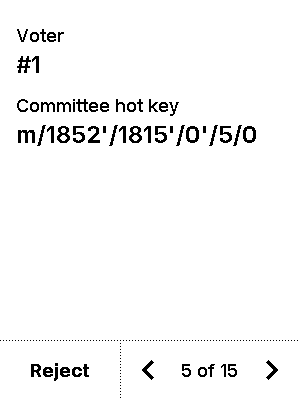 Voter
#1
Committee hot key
m/1852'/1815'/0'/5/0
Reject
5 of 15